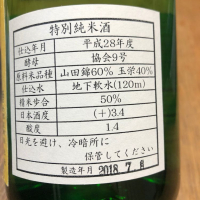 特別純米酒
仕込年月 平成28年度
酵母 協会9号
原料米品種 山田錦60% 玉栄40%
仕込水 地下軟水(120m)
精米歩合 50%
日本酒度 (+)3.4
酸度 1.4
日光を避け、冷暗所に
保管してください
製造年月 2018.7.